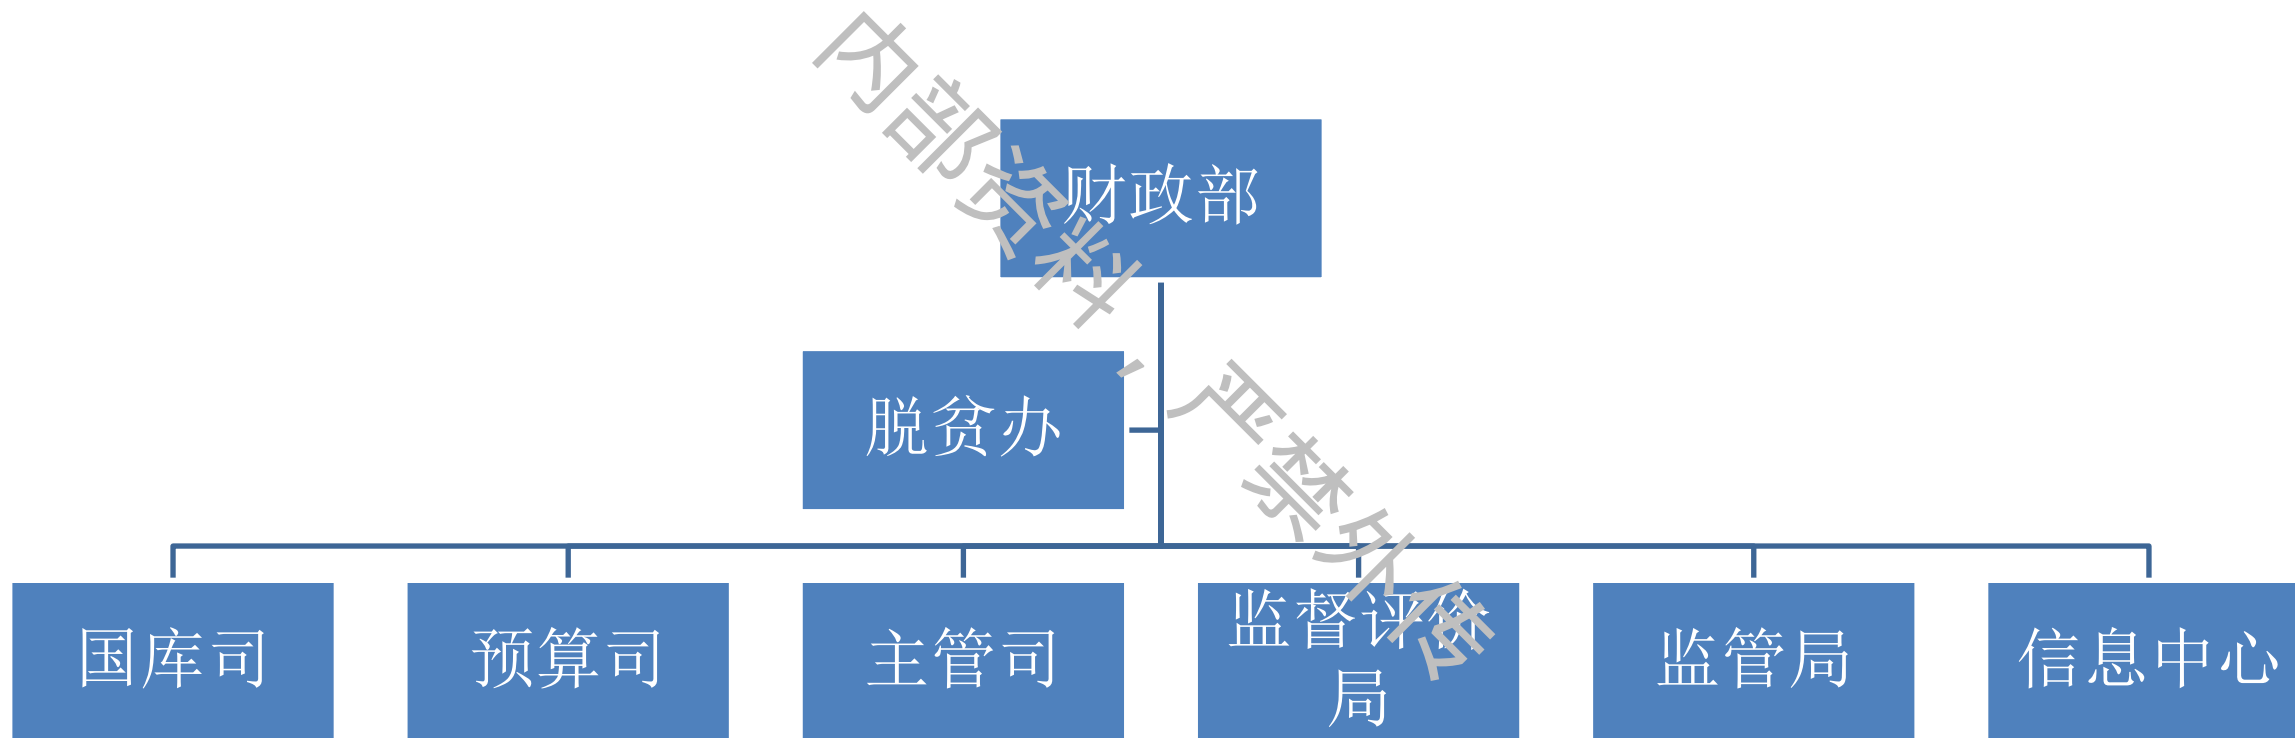 内部资料，严禁外传
财政部
脱贫办
国库司
预算司
主管司
监督评价
局
监管局
信息中心